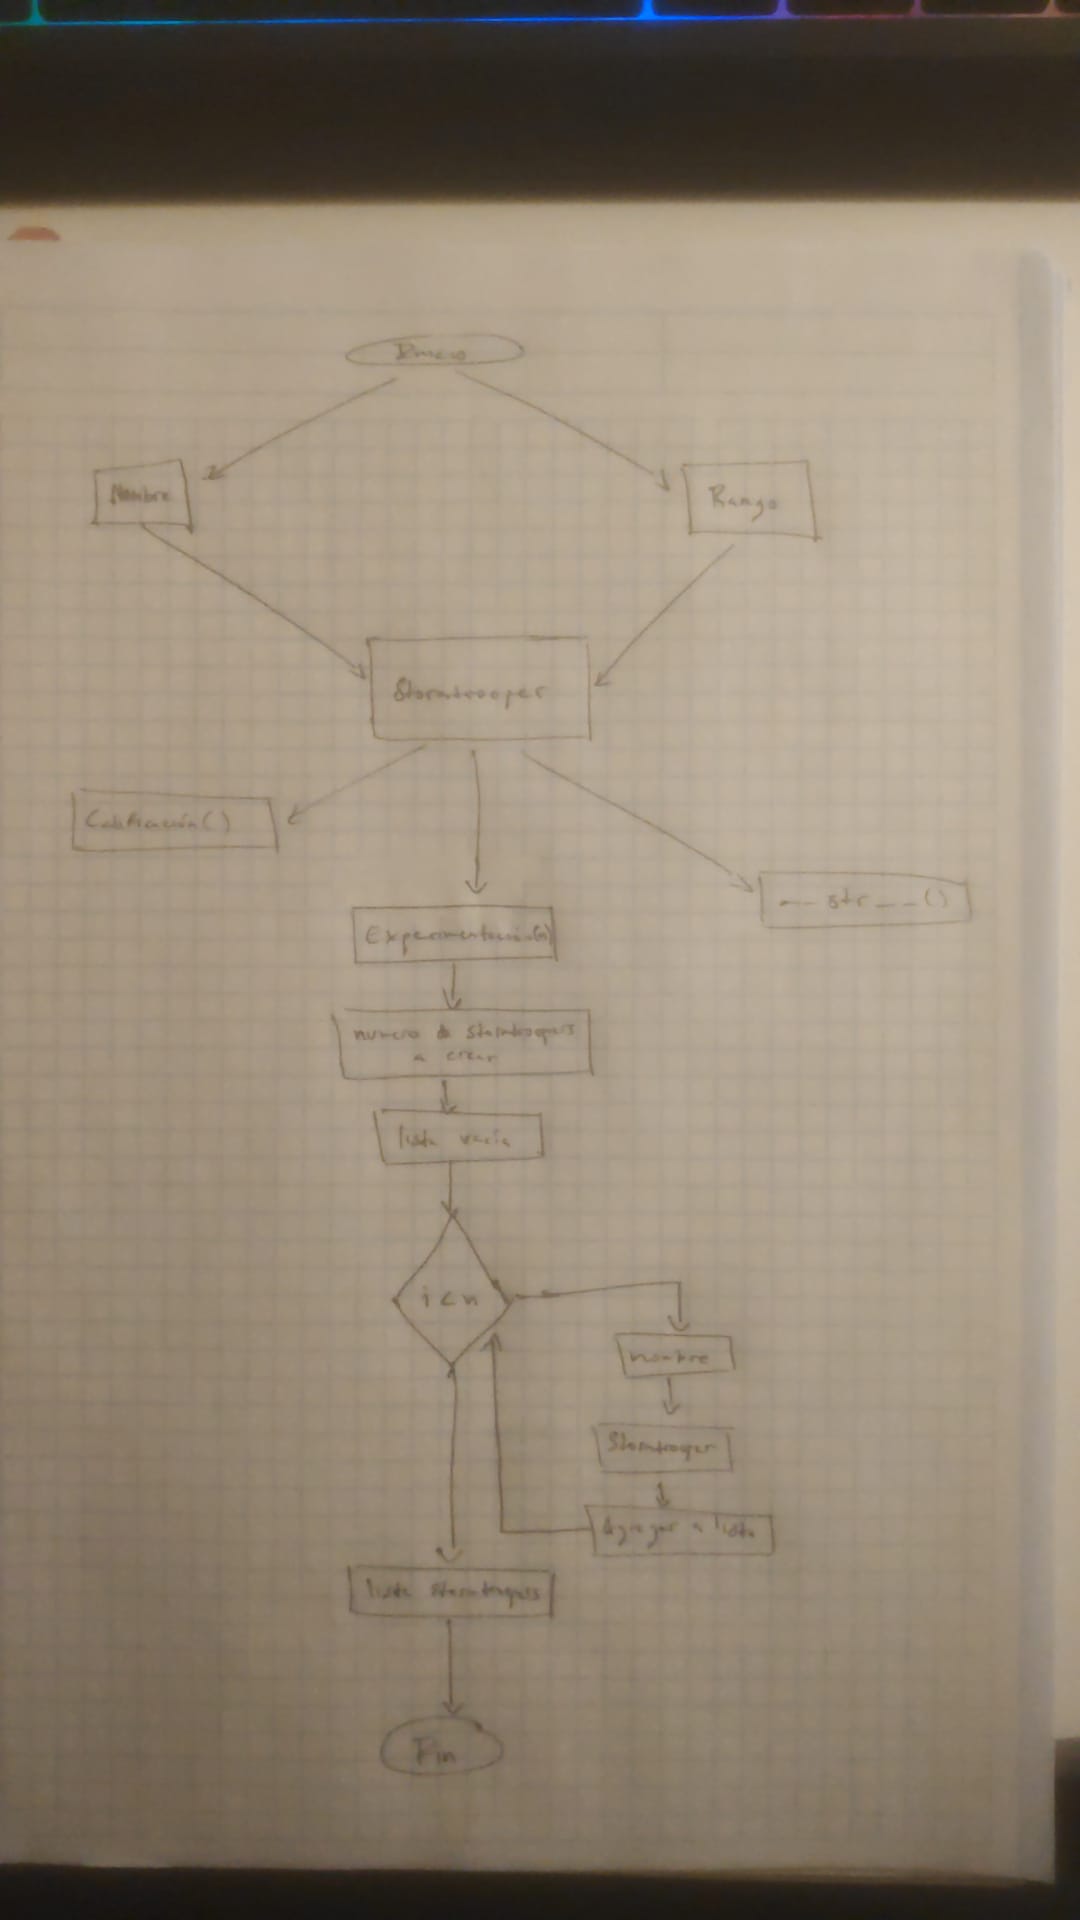 Inicio
Nombre
Rango
Stormtrooper
Calificación()
__str__()
Experimentación(n)
numero de stormtroopers
a crear
lista vacía
i < n
nombre
Stormtrooper
Agregar a lista
lista stormtroopers
Fin